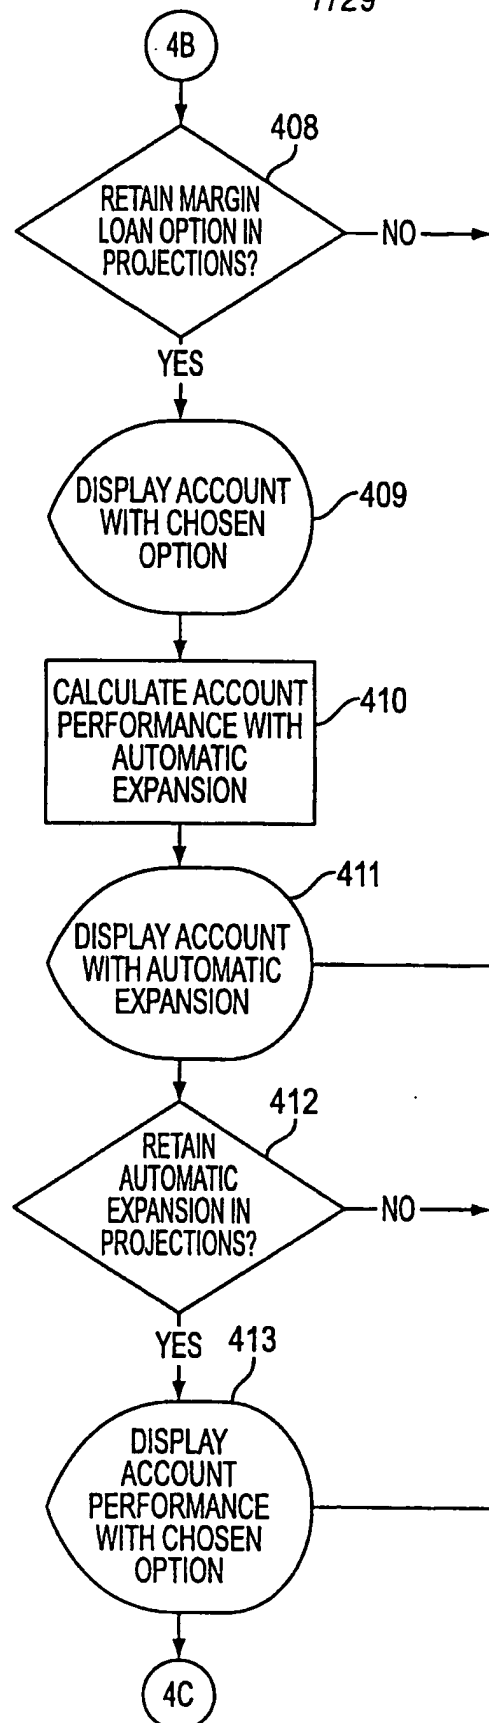 7/29
4B
408
RETAIN MARGIN
LOAN OPTION IN
PROJECTIONS?
NO
YES
DISPLAY ACCOUNT
WITH CHOSEN
OPTION
409
CALCULATE ACCOUNT
PERFORMANCE WITH
AUTOMATIC
EXPANSION
410
411
DISPLAY ACCOUNT
WITH AUTOMATIC
EXPANSION
412
RETAIN
AUTOMATIC
EXPANSION IN
PROJECTIONS?
NO
YES
413
DISPLAY
ACCOUNT
PERFORMANCE
WITH CHOSEN
OPTION
4C